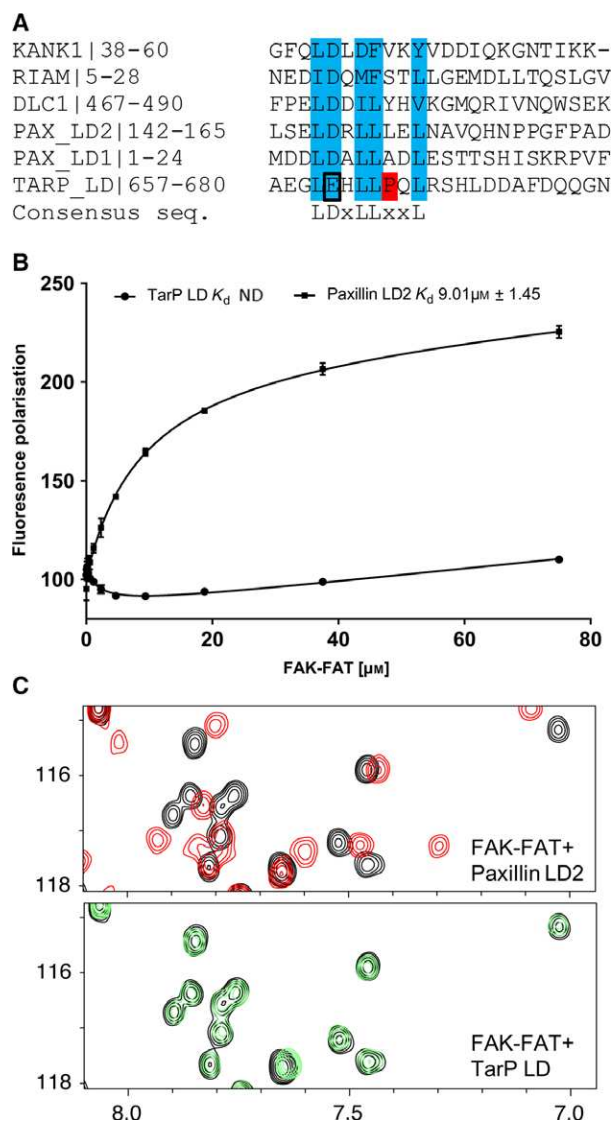 A
KANK1|38-60 GFQLDLDFVKYVDDIQKGNTIKK-
RIAM|5-28 NEDIDQMFSTLLGEMDLLTQSLGV
DLC1|467-490 FPELDDILYHVKGMQRIVNQWSEK
PAX_LD2|142-165 LSELDRLLLELNAVQHNPPGFPAD
PAX_LD1|1-24 MDDLDALLADLESTTSHISKRPVF
TARP_LD|657-680 AEGLEHLLPQLRSHLDDAFDQQGN
Consensus seq. LDxLLxxL
B
TarP LD Kd ND Paxillin LD2 Kd 9.01μM ± 1.45
250
200
150
100
Fluoresence polarisation
0 20 40 60 80
FAK-FAT [μM]
C
116
118
FAK-FAT+
Paxillin LD2
116
118
FAK-FAT+
TarP LD
8.0 7.5 7.0